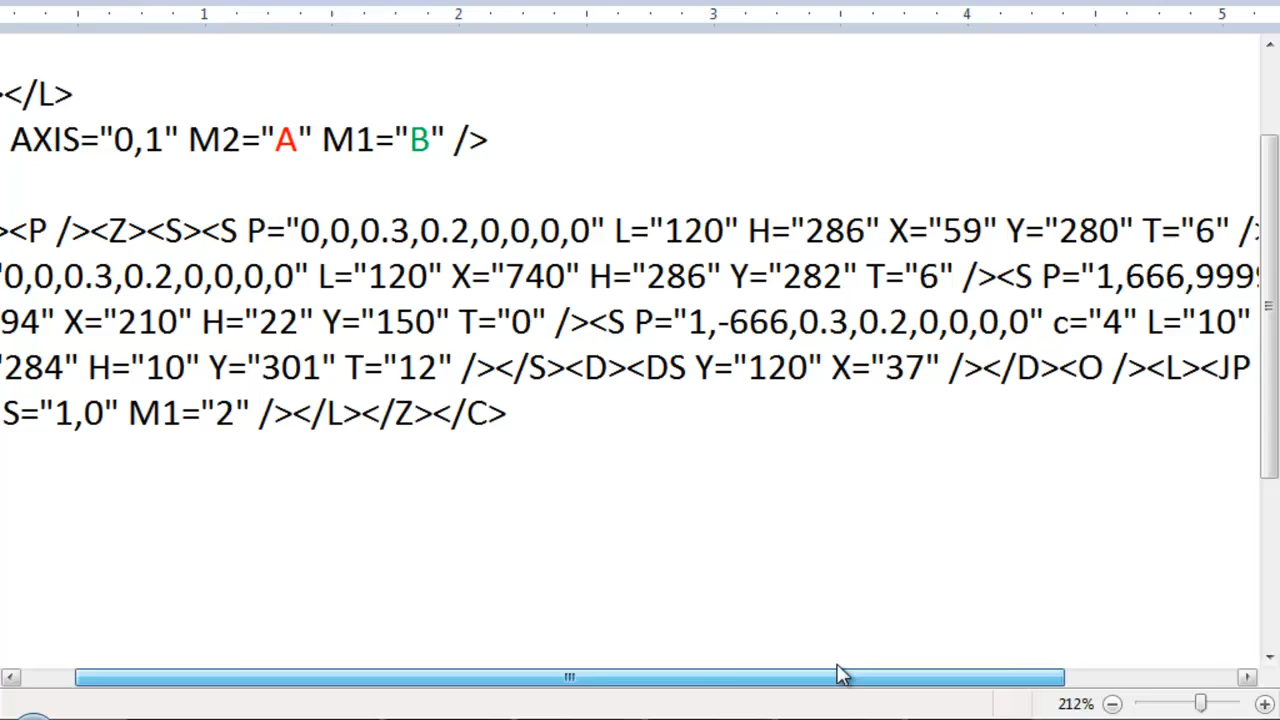 1 2 3 4 5
></L>
AXIS="0,1" M2="A" M1="B" />
><P /><Z><S><S P="0,0,0.3,0.2,0,0,0,0" L="120" H="286" X="59" Y="280" T="6" />
"0,0,0.3,0.2,0,0,0,0" L="120" X="740" H="286" Y="282" T="6" /><S P="1,666,9999
94" X="210" H="22" Y="150" T="0" /><S P="1,-666,0.3,0.2,0,0,0,0" c="4" L="10"
"284" H="10" Y="301" T="12" /></S><D><DS Y="120" X="37" /></D><O /><L><JP
S="1,0" M1="2" /></L></Z></C>
212%